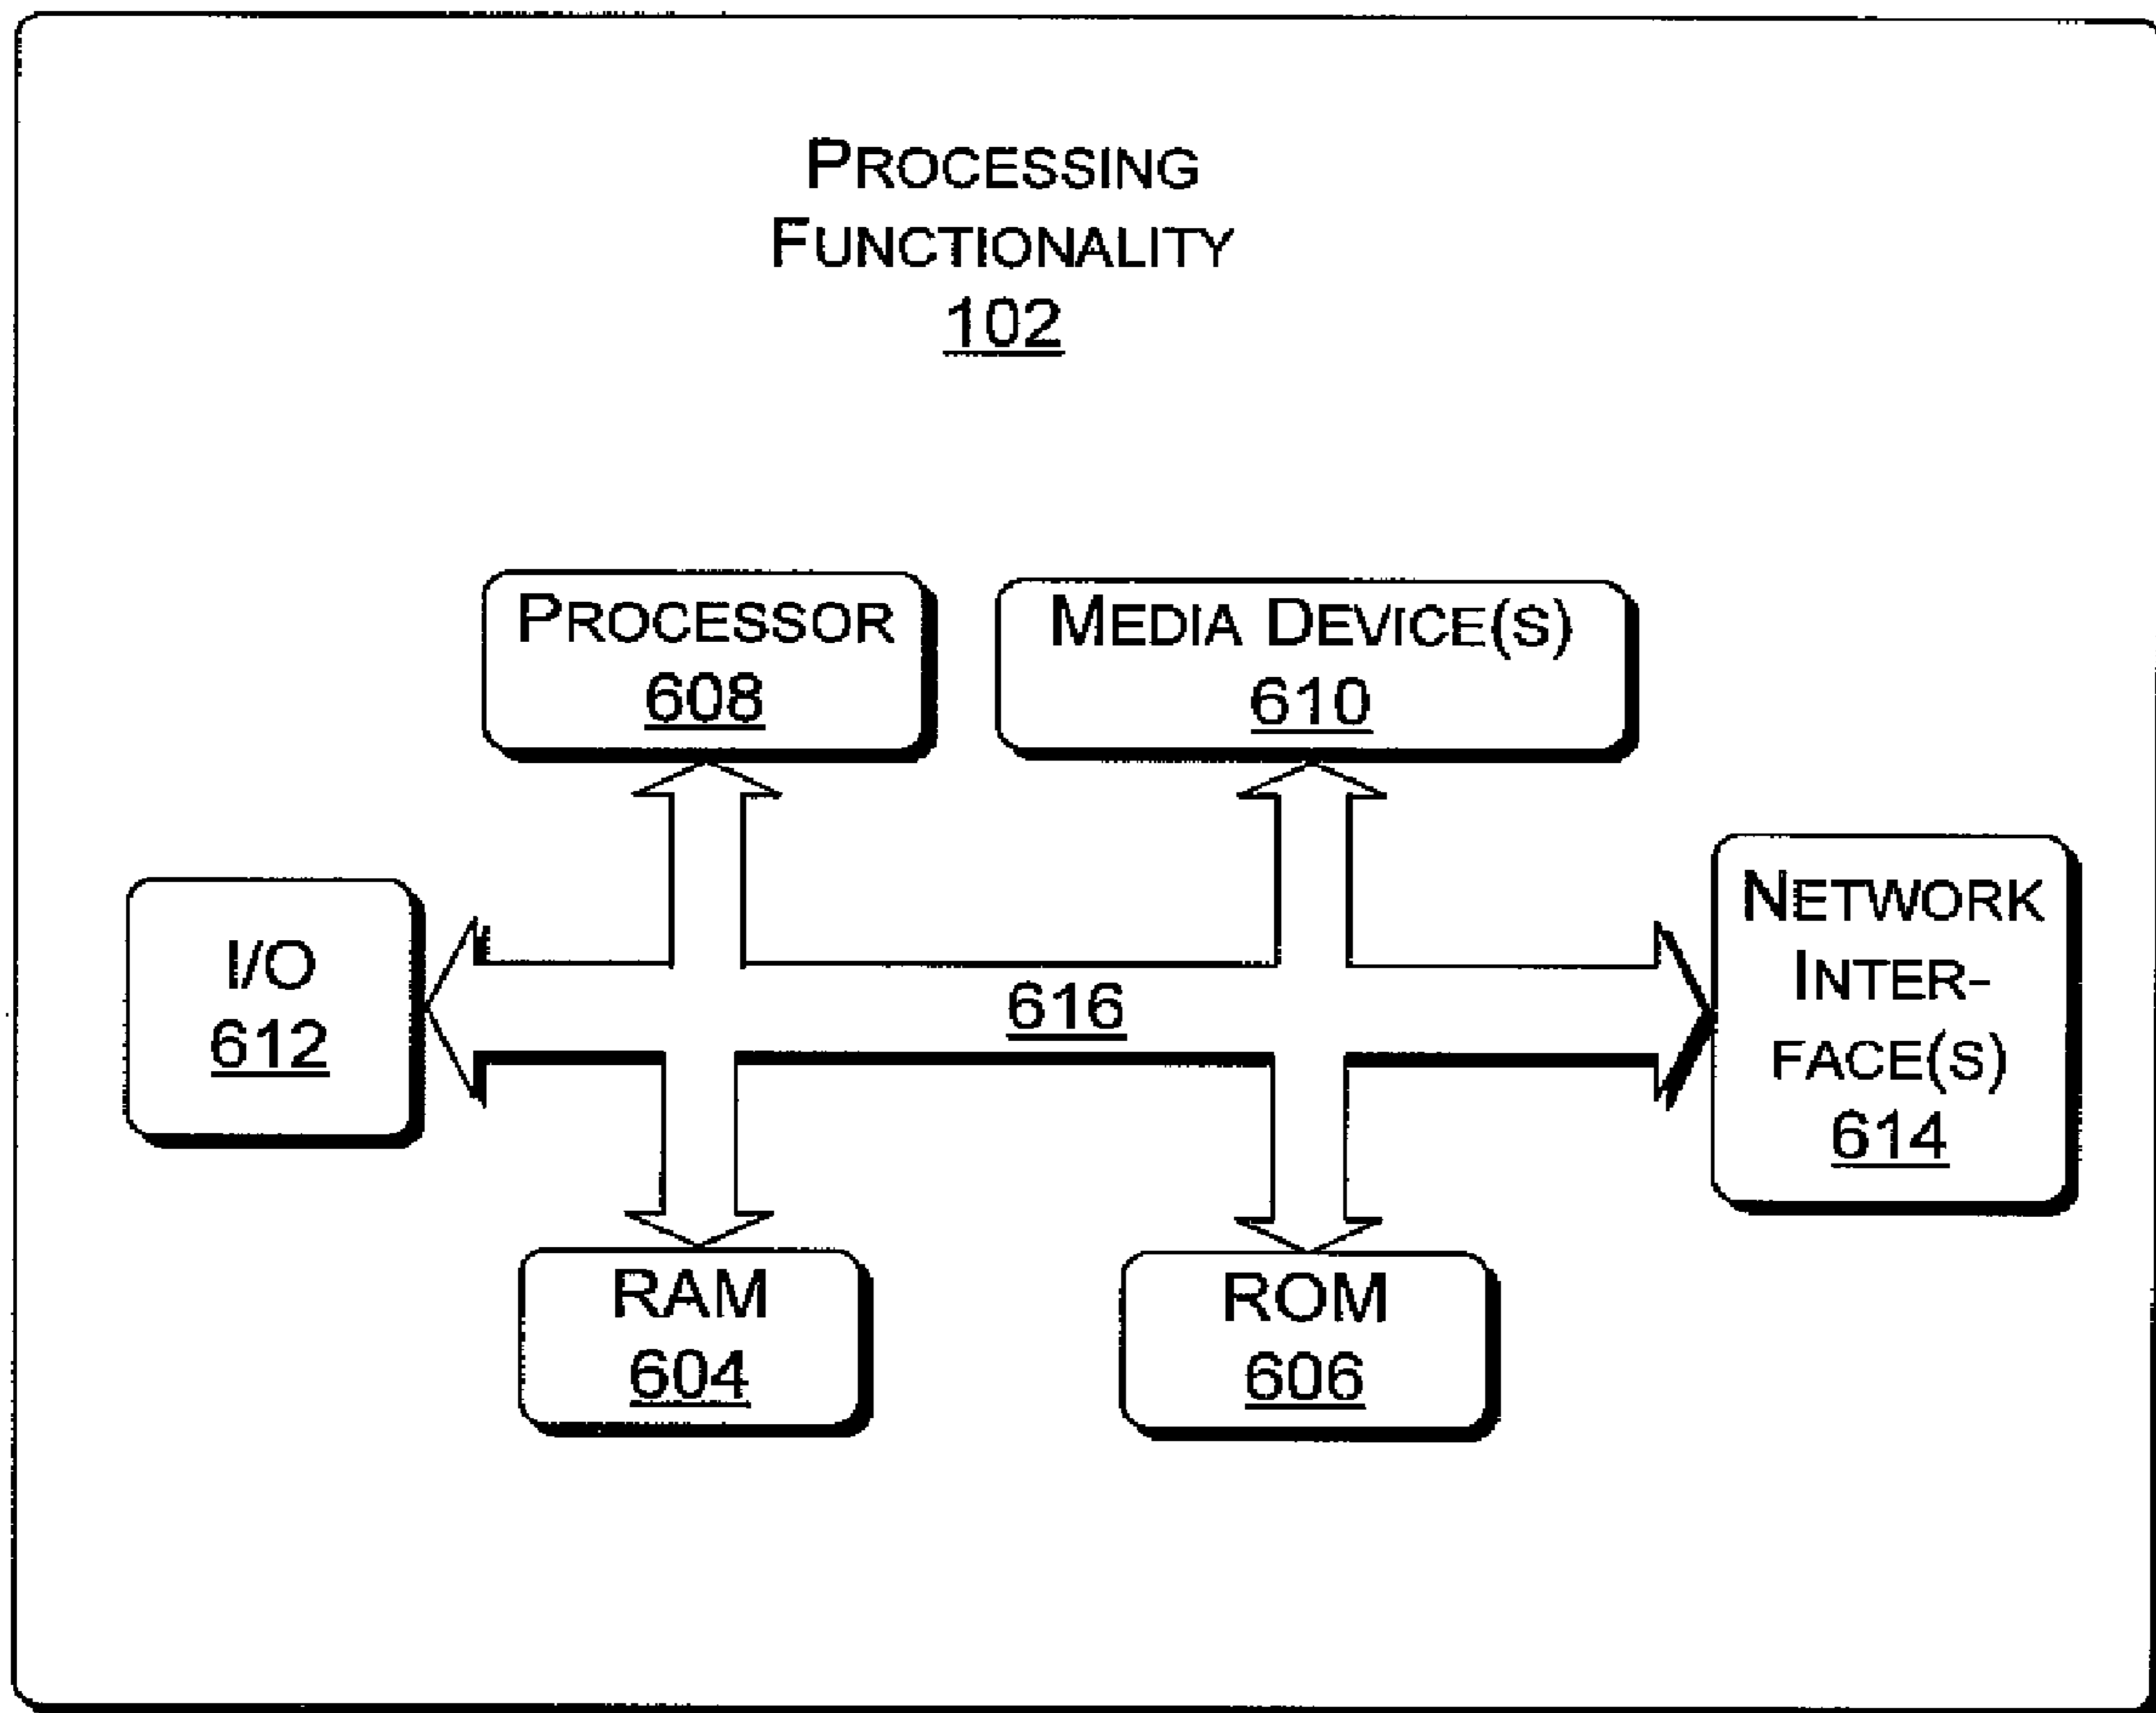 PROCESSING
FUNCTIONALITY
102
PROCESSOR
608
MEDIA DEVICE(S)
610
I/O
612
616
NETWORK
INTER-
FACE(S)
614
RAM
604
ROM
606